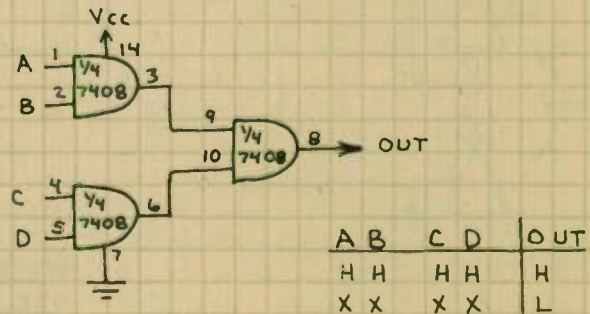 Vcc
14
A 1 1/4 3
B 2 7408
9 1/4 8 OUT
10 7408
C 4 1/4 6
D 5 7408
7
A B C D OUT
H H H H H
X X X X L